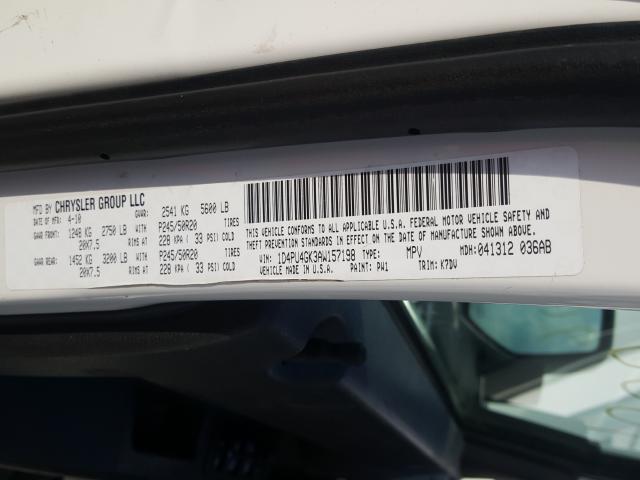 MFD BY CHRYSLER GROUP LLC
DATE OF MFR: 4-10 GVWR: 2541 KG 5600 LB
GAWR FRONT: 1248 KG 2750 LB WITH P245/50R20 TIRES
20X7.5 RIMS AT 228 KPA ( 33 PSI) COLD
GAWR REAR: 1452 KG 3200 LB WITH P245/50R20 TIRES
20X7.5 RIMS AT 228 KPA ( 33 PSI) COLD
THIS VEHICLE CONFORMS TO ALL APPLICABLE U.S.A. FEDERAL MOTOR VEHICLE SAFETY AND
THEFT PREVENTION STANDARDS IN EFFECT ON THE DATE OF MANUFACTURE SHOWN ABOVE.
VIN: 1D4PU4GK3AW157198 TYPE: MPV MDH: 041312 036AB
VEHICLE MADE IN U.S.A. PAINT: PW1 TRIM: K7DV